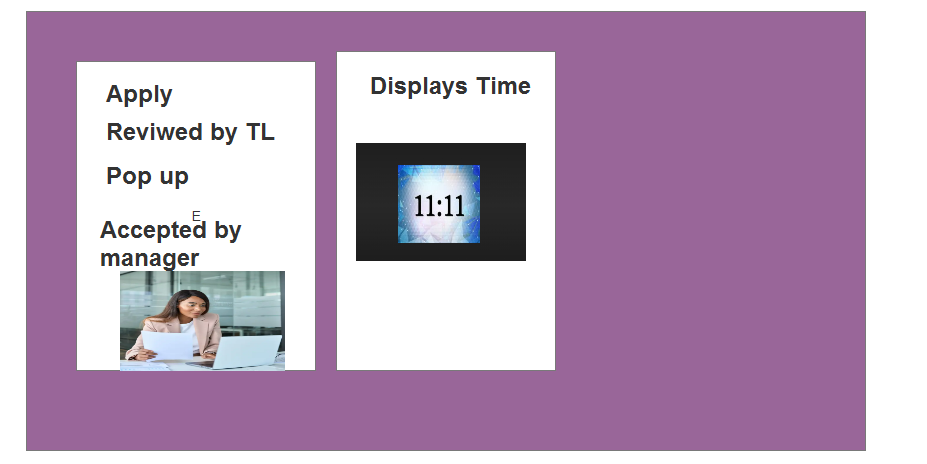 Apply
Reviwed by TL
Pop up
E
Accepted by
manager
Displays Time
11:11